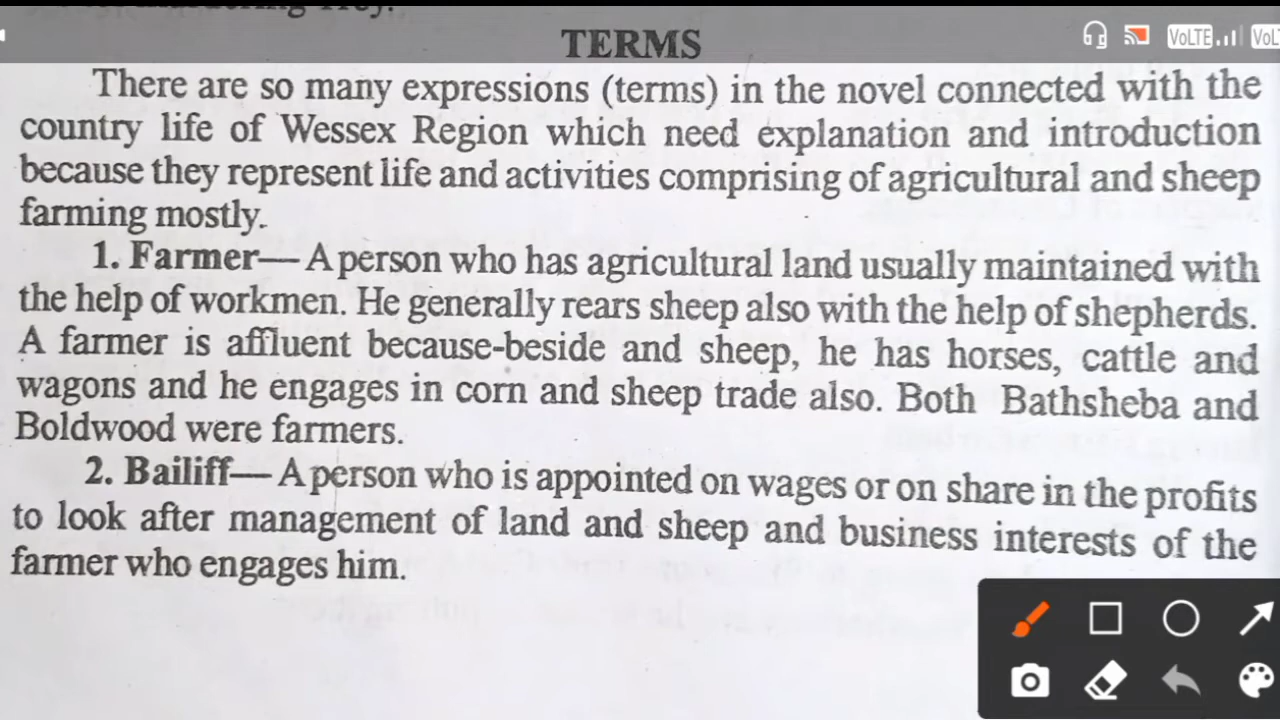 TERMS
VoLTE
There are so many expressions (terms) in the novel connected with the
country life of Wessex Region which need explanation and introduction
because they represent life and activities comprising of agricultural and sheep
farming mostly.
1. Farmer— A person who has agricultural land usually maintained with
the help of workmen. He generally rears sheep also with the help of shepherds.
A farmer is affluent because-beside and sheep, he has horses, cattle and
wagons and he engages in corn and sheep trade also. Both Bathsheba and
Boldwood were farmers.
2. Bailiff— A person who is appointed on wages or on share in the profits
to look after management of land and sheep and business interests of the
farmer who engages him.